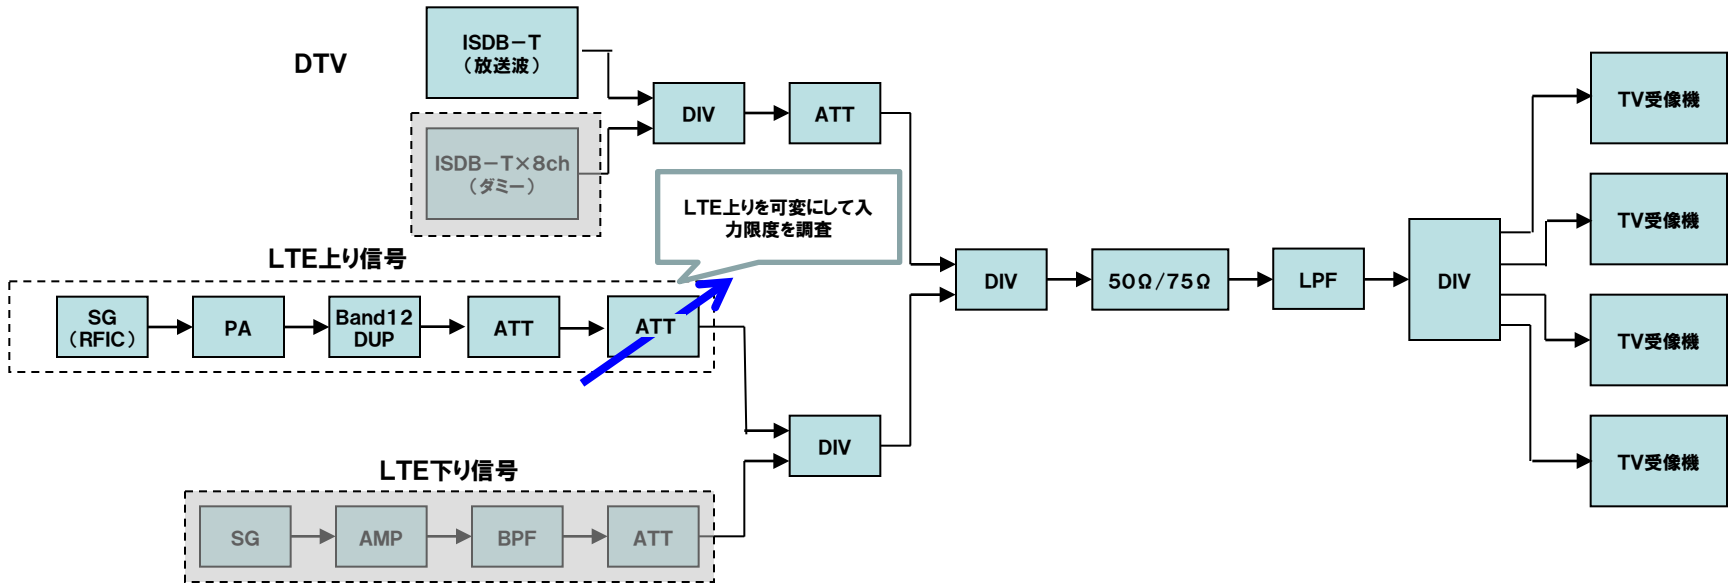 DTV
ISDB－T
（放送波）
ISDB－T×8ch
（ダミー）
DIV
ATT
LTE上りを可変にして入
力限度を調査
LTE上り信号
SG
（RFIC）
PA
Band12
DUP
ATT
ATT
LTE下り信号
SG
AMP
BPF
ATT
DIV
DIV
50Ω/75Ω
LPF
DIV
TV受像機
TV受像機
TV受像機
TV受像機